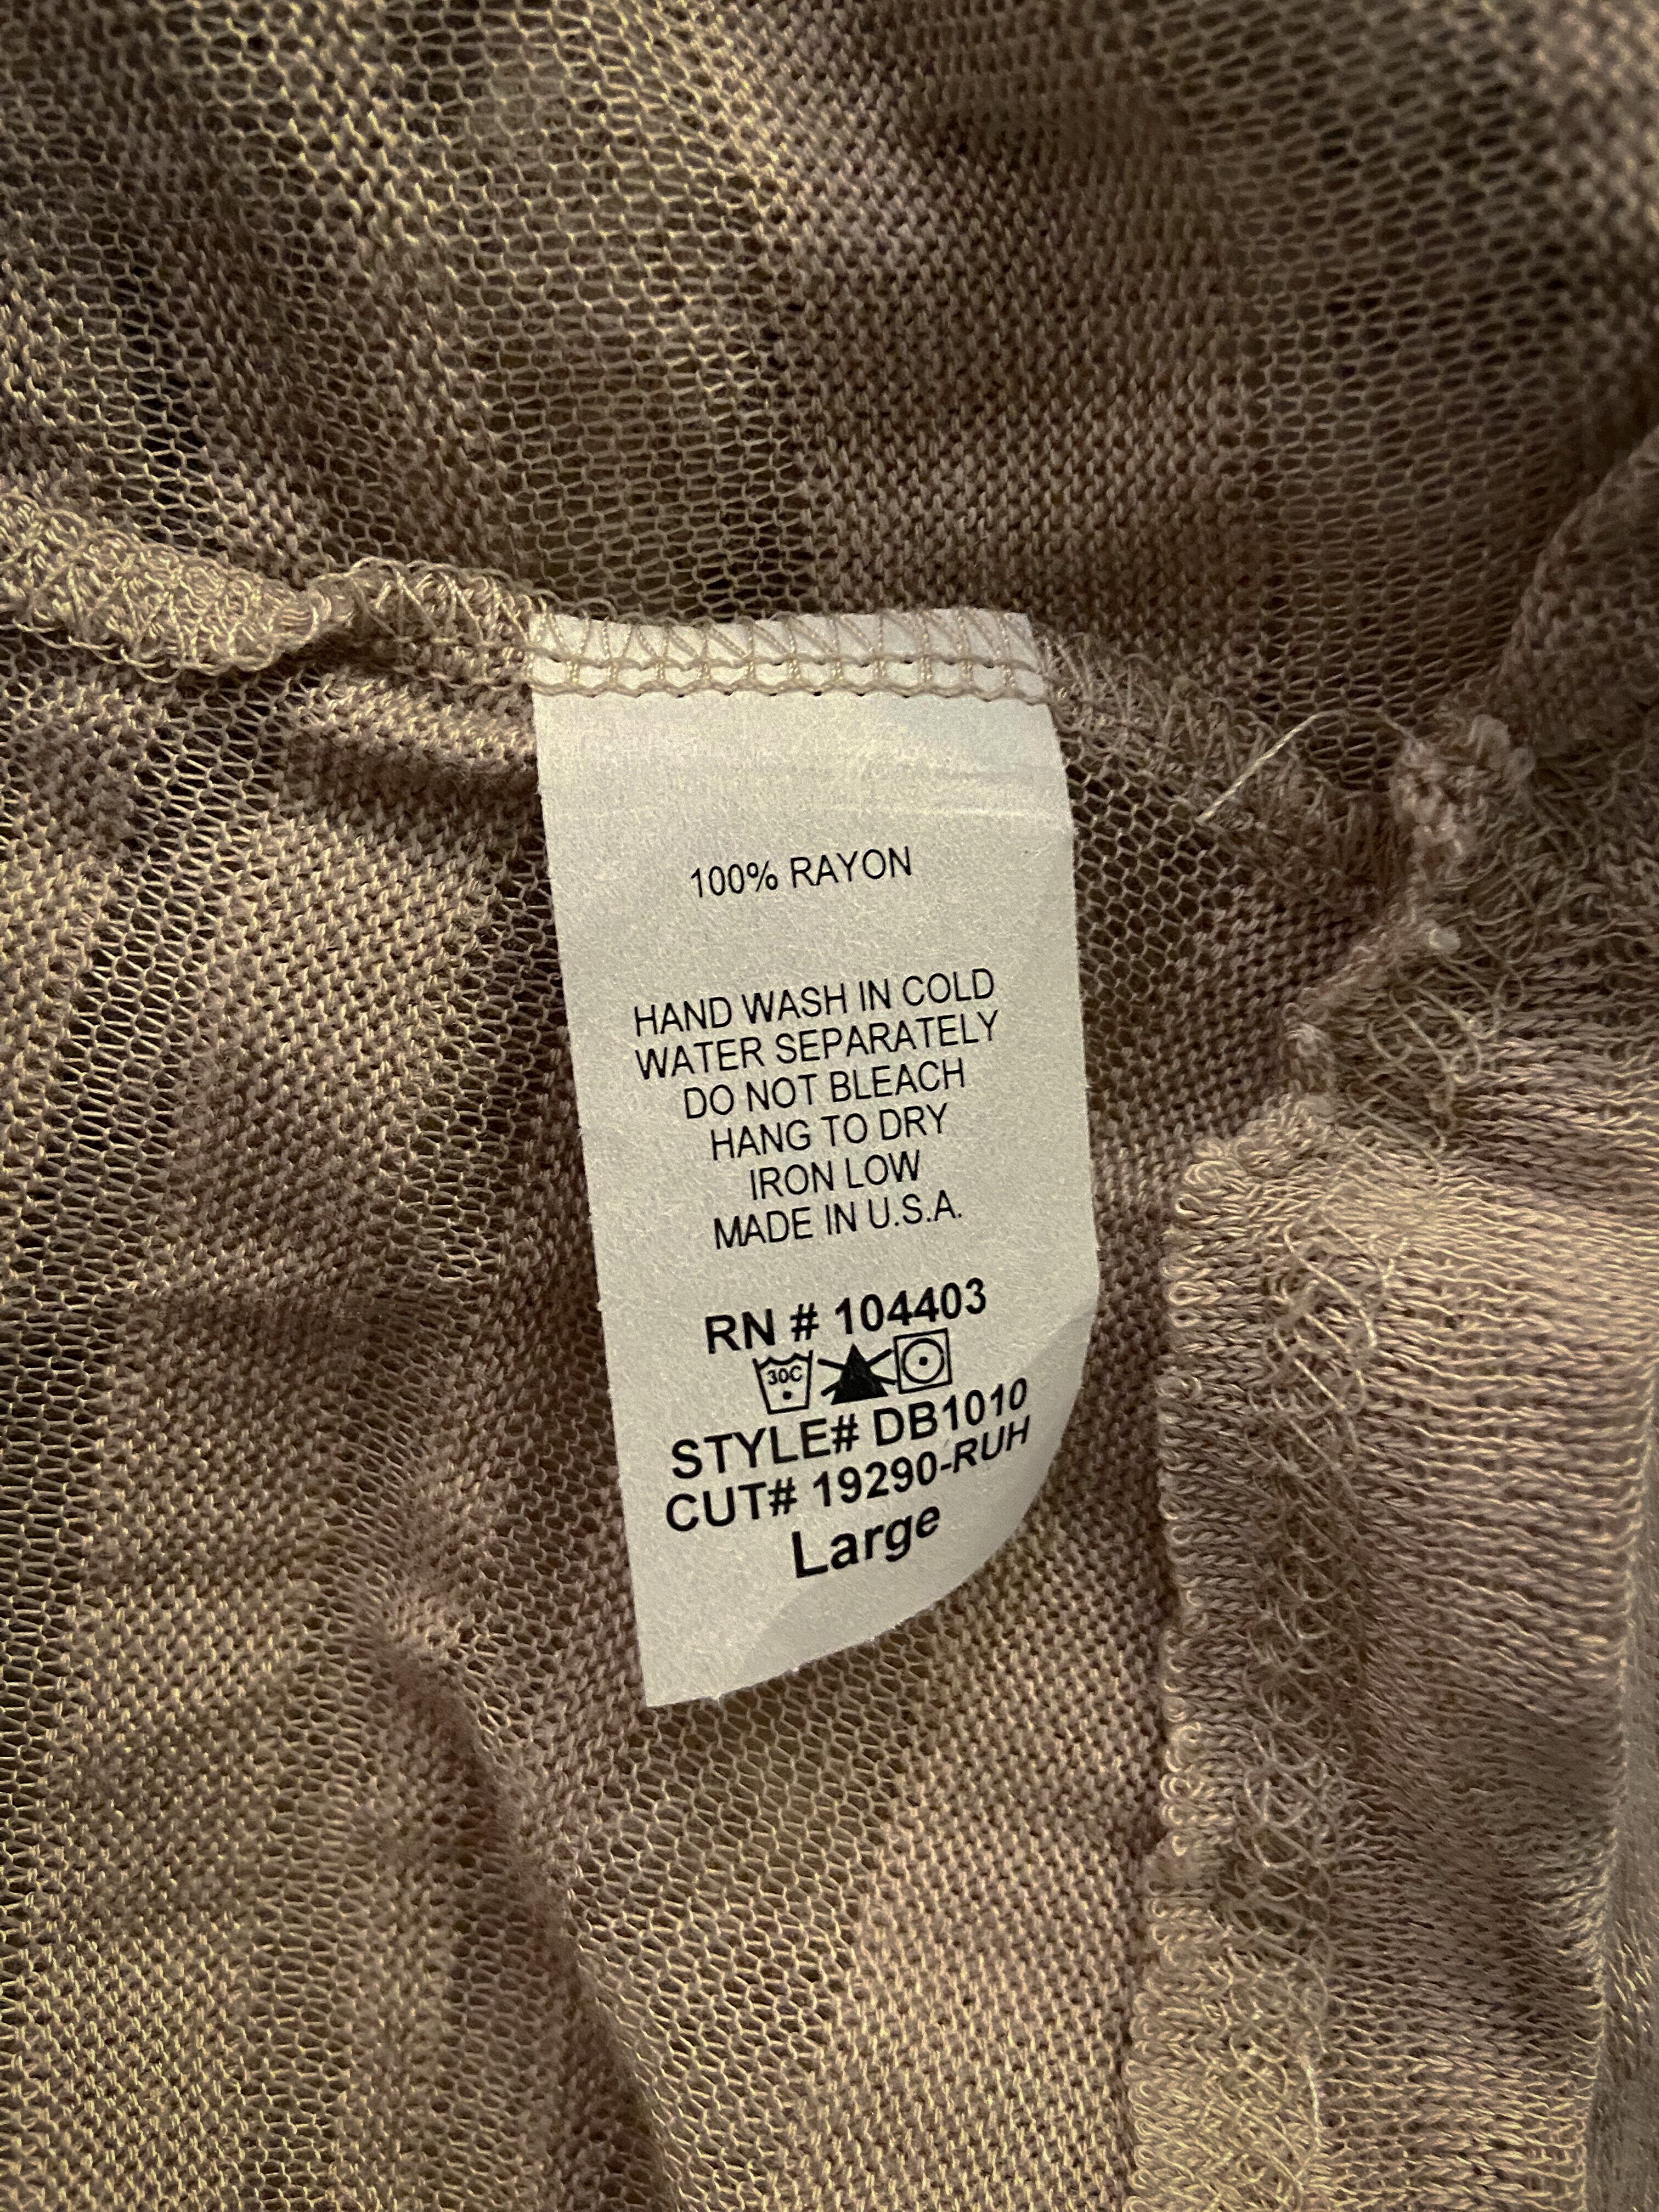 100% RAYON
HAND WASH IN COLD
WATER SEPARATELY
DO NOT BLEACH
HANG TO DRY
IRON LOW
MADE IN U.S.A.
RN # 104403
30C
STYLE# DB1010
CUT# 19290-RUH
Large